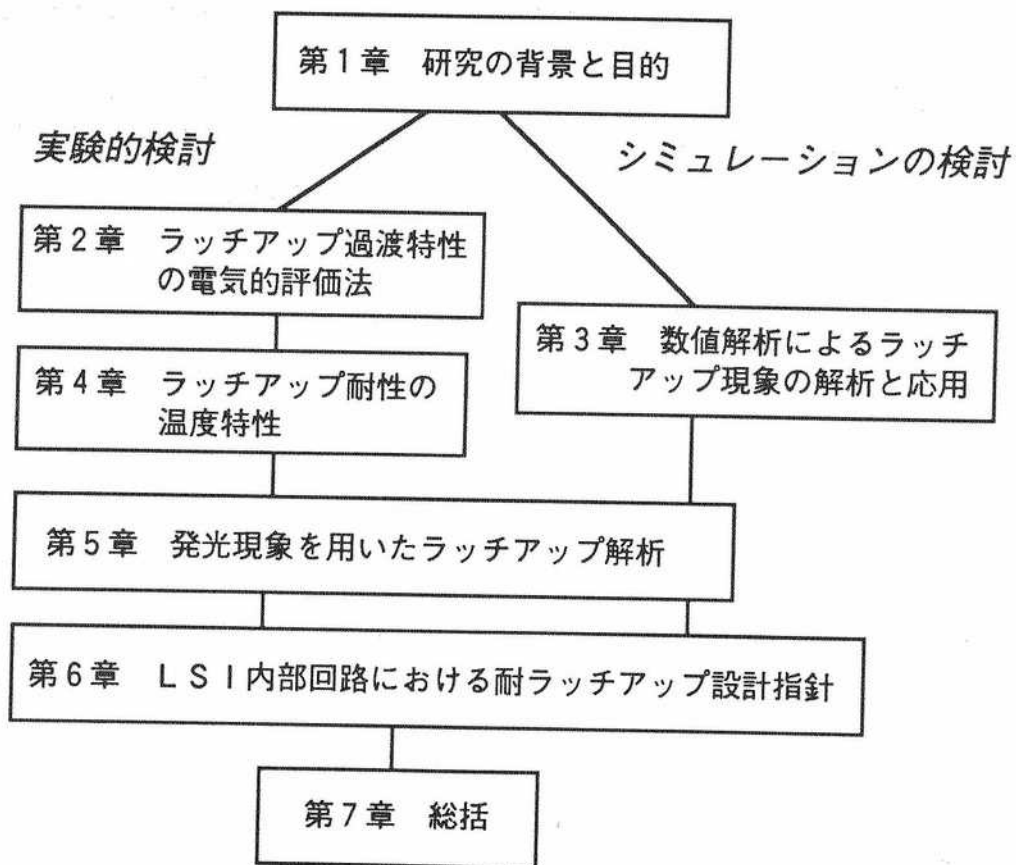 第1章 研究の背景と目的
実験的検討
シミュレーションの検討
第2章 ラッチアップ過渡特性
の電気的評価法
第3章 数値解析によるラッチ
アップ現象の解析と応用
第4章 ラッチアップ耐性の
温度特性
第5章 発光現象を用いたラッチアップ解析
第6章 LSI内部回路における耐ラッチアップ設計指針
第7章 総括